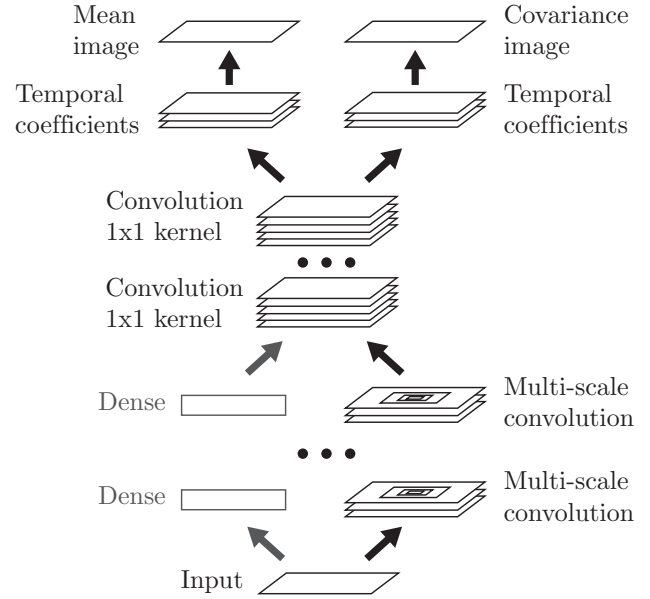 Mean
image
Covariance
image
Temporal
coefficients
Temporal
coefficients
Convolution
1x1 kernel
Convolution
1x1 kernel
Dense
Multi-scale
convolution
Dense
Multi-scale
convolution
Input